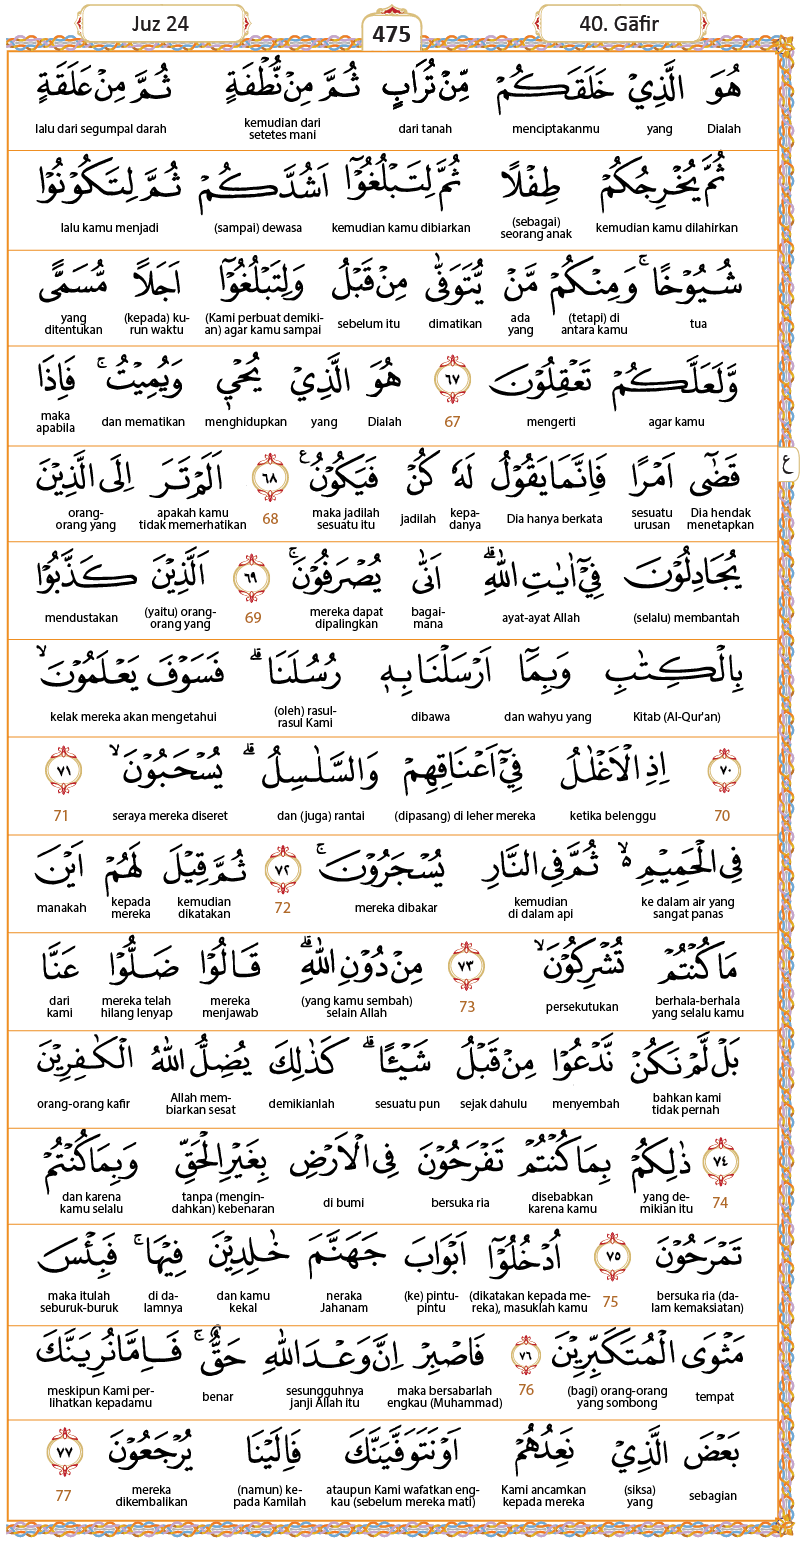 Juz 24
475
40. Gāfir
هُوَ الَّذِيْ خَلَقَكُمْ مِّنْ تُرَابٍ ثُمَّ مِنْ نُّطْفَةٍ ثُمَّ مِنْ عَلَقَةٍ
Dialah yang menciptakanmu dari tanah kemudian dari setetes mani lalu dari segumpal darah
ثُمَّ يُخْرِجُكُمْ طِفْلًا ثُمَّ لِتَبْلُغُوْٓا اَشُدَّكُمْ ثُمَّ لِتَكُوْنُوْا
kemudian kamu dilahirkan (sebagai) seorang anak kemudian kamu dibiarkan (sampai) dewasa lalu kamu menjadi
شُيُوْخًا ۚ وَمِنْكُمْ مَّنْ يُّتَوَفّٰى مِنْ قَبْلُ وَلِتَبْلُغُوْٓا اَجَلًا مُّسَمًّى
tua (tetapi) di antara kamu ada yang dimatikan sebelum itu (Kami perbuat demikian) agar kamu sampai (kepada) kurun waktu yang ditentukan
وَّلَعَلَّكُمْ تَعْقِلُوْنَ ٦٧ هُوَ الَّذِيْ يُحْيٖ وَيُمِيْتُ ۚ فَاِذَا
agar kamu mengerti 67 Dialah yang menghidupkan dan mematikan maka apabila
ع
قَضٰٓى اَمْرًا فَاِنَّمَا يَقُوْلُ لَهٗ كُنْ فَيَكُوْنُ ࣖ ٦٨ اَلَمْ تَرَ اِلَى الَّذِيْنَ
Dia hendak menetapkan sesuatu urusan Dia hanya berkata kepadanya jadilah maka jadilah sesuatu itu 68 apakah kamu tidak memerhatikan orang-orang yang
يُجَادِلُوْنَ فِيْٓ اٰيٰتِ اللّٰهِ ۗ اَنّٰى يُصْرَفُوْنَ ۚ ٦٩ اَلَّذِيْنَ كَذَّبُوْا
(selalu) membantah ayat-ayat Allah bagaimana mereka dapat dipalingkan 69 (yaitu) orang-orang yang mendustakan
بِالْكِتٰبِ وَبِمَآ اَرْسَلْنَا بِهٖ رُسُلَنَا ۗ فَسَوْفَ يَعْلَمُوْنَ ۙ
Kitab (Al-Qur'an) dan wahyu yang dibawa (oleh) rasul-rasul Kami kelak mereka akan mengetahui
٧٠ اِذِ الْاَغْلٰلُ فِيْٓ اَعْنَاقِهِمْ وَالسَّلٰسِلُ ۗ يُسْحَبُوْنَ ۙ ٧١
70 ketika belenggu (dipasang) di leher mereka dan (juga) rantai seraya mereka diseret 71
فِى الْحَمِيْمِ ەۙ ثُمَّ فِى النَّارِ يُسْجَرُوْنَ ۚ ٧٢ ثُمَّ قِيْلَ لَهُمْ اَيْنَ
ke dalam air yang sangat panas kemudian di dalam api mereka dibakar 72 kemudian dikatakan kepada mereka manakah
مَا كُنْتُمْ تُشْرِكُوْنَ ۙ ٧٣ مِنْ دُوْنِ اللّٰهِ ۗ قَالُوْا ضَلُّوْا عَنَّا
berhala-berhala yang selalu kamu persekutukan 73 (yang kamu sembah) selain Allah mereka menjawab mereka telah hilang lenyap dari kami
بَلْ لَّمْ نَكُنْ نَّدْعُوْا مِنْ قَبْلُ شَيْـًٔا ۗ كَذٰلِكَ يُضِلُّ اللّٰهُ الْكٰفِرِيْنَ
bahkan kami tidak pernah menyembah sejak dahulu sesuatu pun demikianlah Allah membiarkan sesat orang-orang kafir
٧٤ ذٰلِكُمْ بِمَا كُنْتُمْ تَفْرَحُوْنَ فِى الْاَرْضِ بِغَيْرِ الْحَقِّ وَبِمَا كُنْتُمْ
74 yang demikian itu disebabkan karena kamu bersuka ria di bumi tanpa (mengindahkan) kebenaran dan karena kamu selalu
تَمْرَحُوْنَ ٧٥ اُدْخُلُوْٓا اَبْوَابَ جَهَنَّمَ خٰلِدِيْنَ فِيْهَا ۚ فَبِئْسَ
bersuka ria (dalam kemaksiatan) 75 (dikatakan kepada mereka), masuklah kamu (ke) pintu-pintu neraka Jahanam dan kamu kekal di dalamnya maka itulah seburuk-buruk
مَثْوَى الْمُتَكَبِّرِيْنَ ٧٦ فَاصْبِرْ اِنَّ وَعْدَ اللّٰهِ حَقٌّ ۚ فَاِمَّا نُرِيَنَّكَ
tempat (bagi) orang-orang yang sombong 76 maka bersabarlah engkau (Muhammad) sesungguhnya janji Allah itu benar meskipun Kami perlihatkan kepadamu
بَعْضَ الَّذِيْ نَعِدُهُمْ اَوْ نَتَوَفَّيَنَّكَ فَاِلَيْنَا يُرْجَعُوْنَ ٧٧
sebagian (siksa) yang Kami ancamkan kepada mereka ataupun Kami wafatkan engkau (sebelum mereka mati) (namun) kepada Kamilah mereka dikembalikan 77